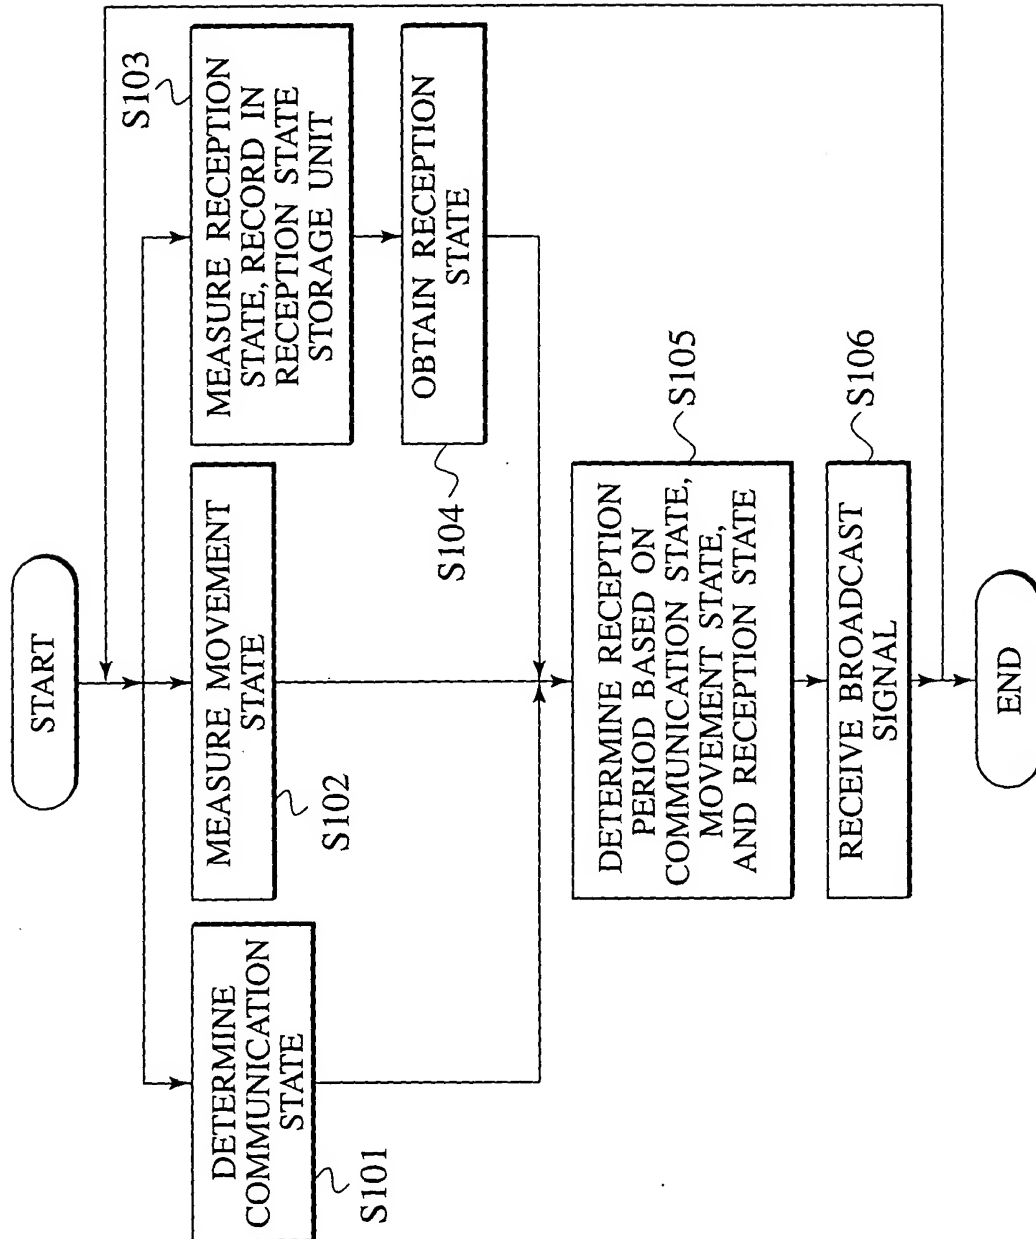 START
DETERMINE
COMMUNICATION
STATE
S101
MEASURE MOVEMENT
STATE
S102
MEASURE RECEPTION
STATE, RECORD IN
RECEPTION STATE
STORAGE UNIT
S103
OBTAIN RECEPTION
STATE
S104
DETERMINE RECEPTION
PERIOD BASED ON
COMMUNICATION STATE,
MOVEMENT STATE,
AND RECEPTION STATE
S105
RECEIVE BROADCAST
SIGNAL
S106
END